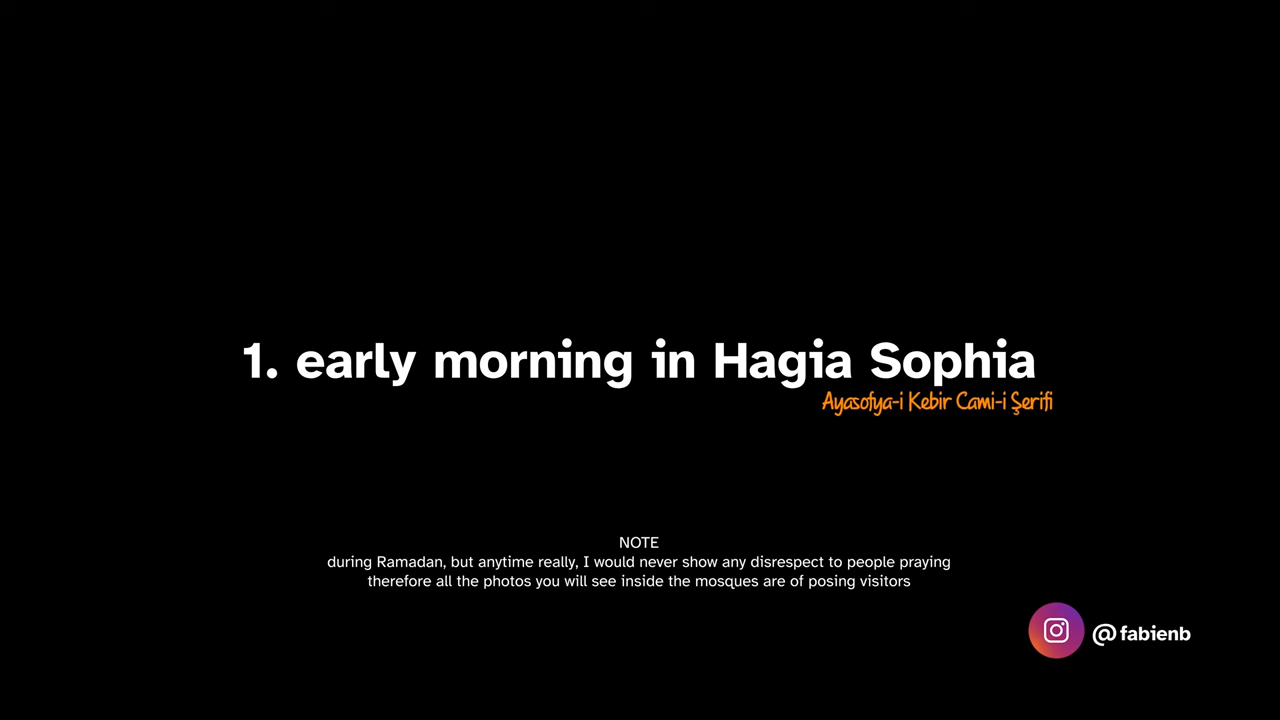 1. early morning in Hagia Sophia
Ayasofya-i Kebir Cami-i Şerifi
NOTE
during Ramadan, but anytime really, I would never show any disrespect to people praying
therefore all the photos you will see inside the mosques are of posing visitors
@fabienb